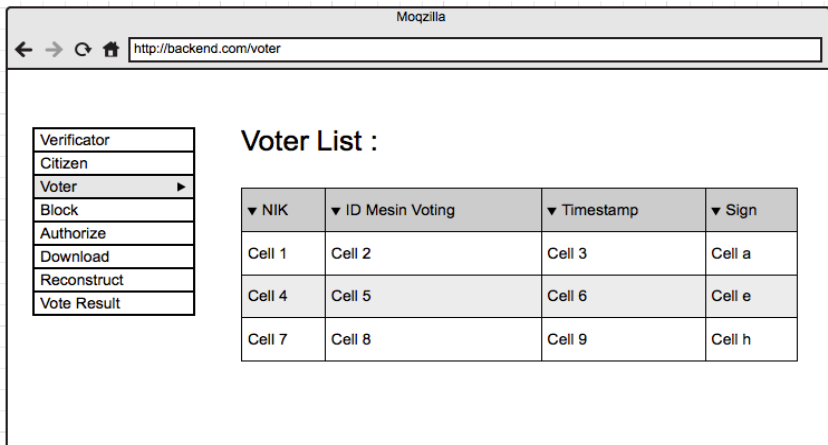 Moqzilla
http://backend.com/voter
Verificator
Citizen
Voter
Block
Authorize
Download
Reconstruct
Vote Result
Voter List :
NIK ID Mesin Voting Timestamp Sign
Cell 1 Cell 2 Cell 3 Cell a
Cell 4 Cell 5 Cell 6 Cell e
Cell 7 Cell 8 Cell 9 Cell h